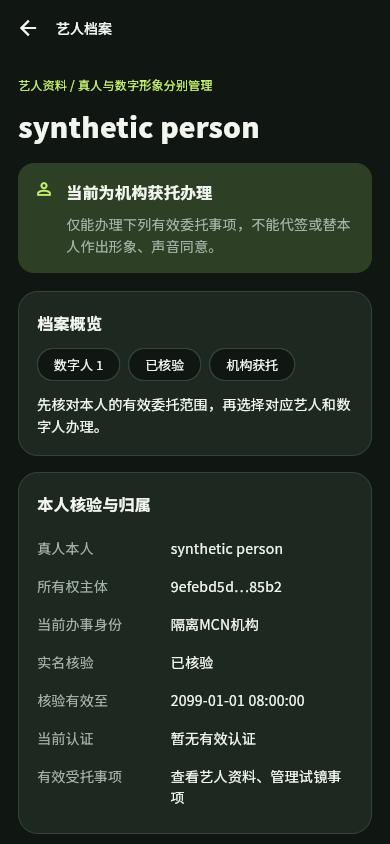 艺人档案
艺人资料 / 真人与数字形象分别管理
synthetic person
当前为机构获托办理
仅能办理下列有效委托事项，不能代签或替本
人作出形象、声音同意。
档案概览
数字人 1
已核验
机构获托
先核对本人的有效委托范围，再选择对应艺人和数
字人办理。
本人核验与归属
真人本人 synthetic person
所有权主体 9efebd5d…85b2
当前办事身份 隔离MCN机构
实名核验 已核验
核验有效至 2099-01-01 08:00:00
当前认证 暂无有效认证
有效受托事项 查看艺人资料、管理试镜事
项